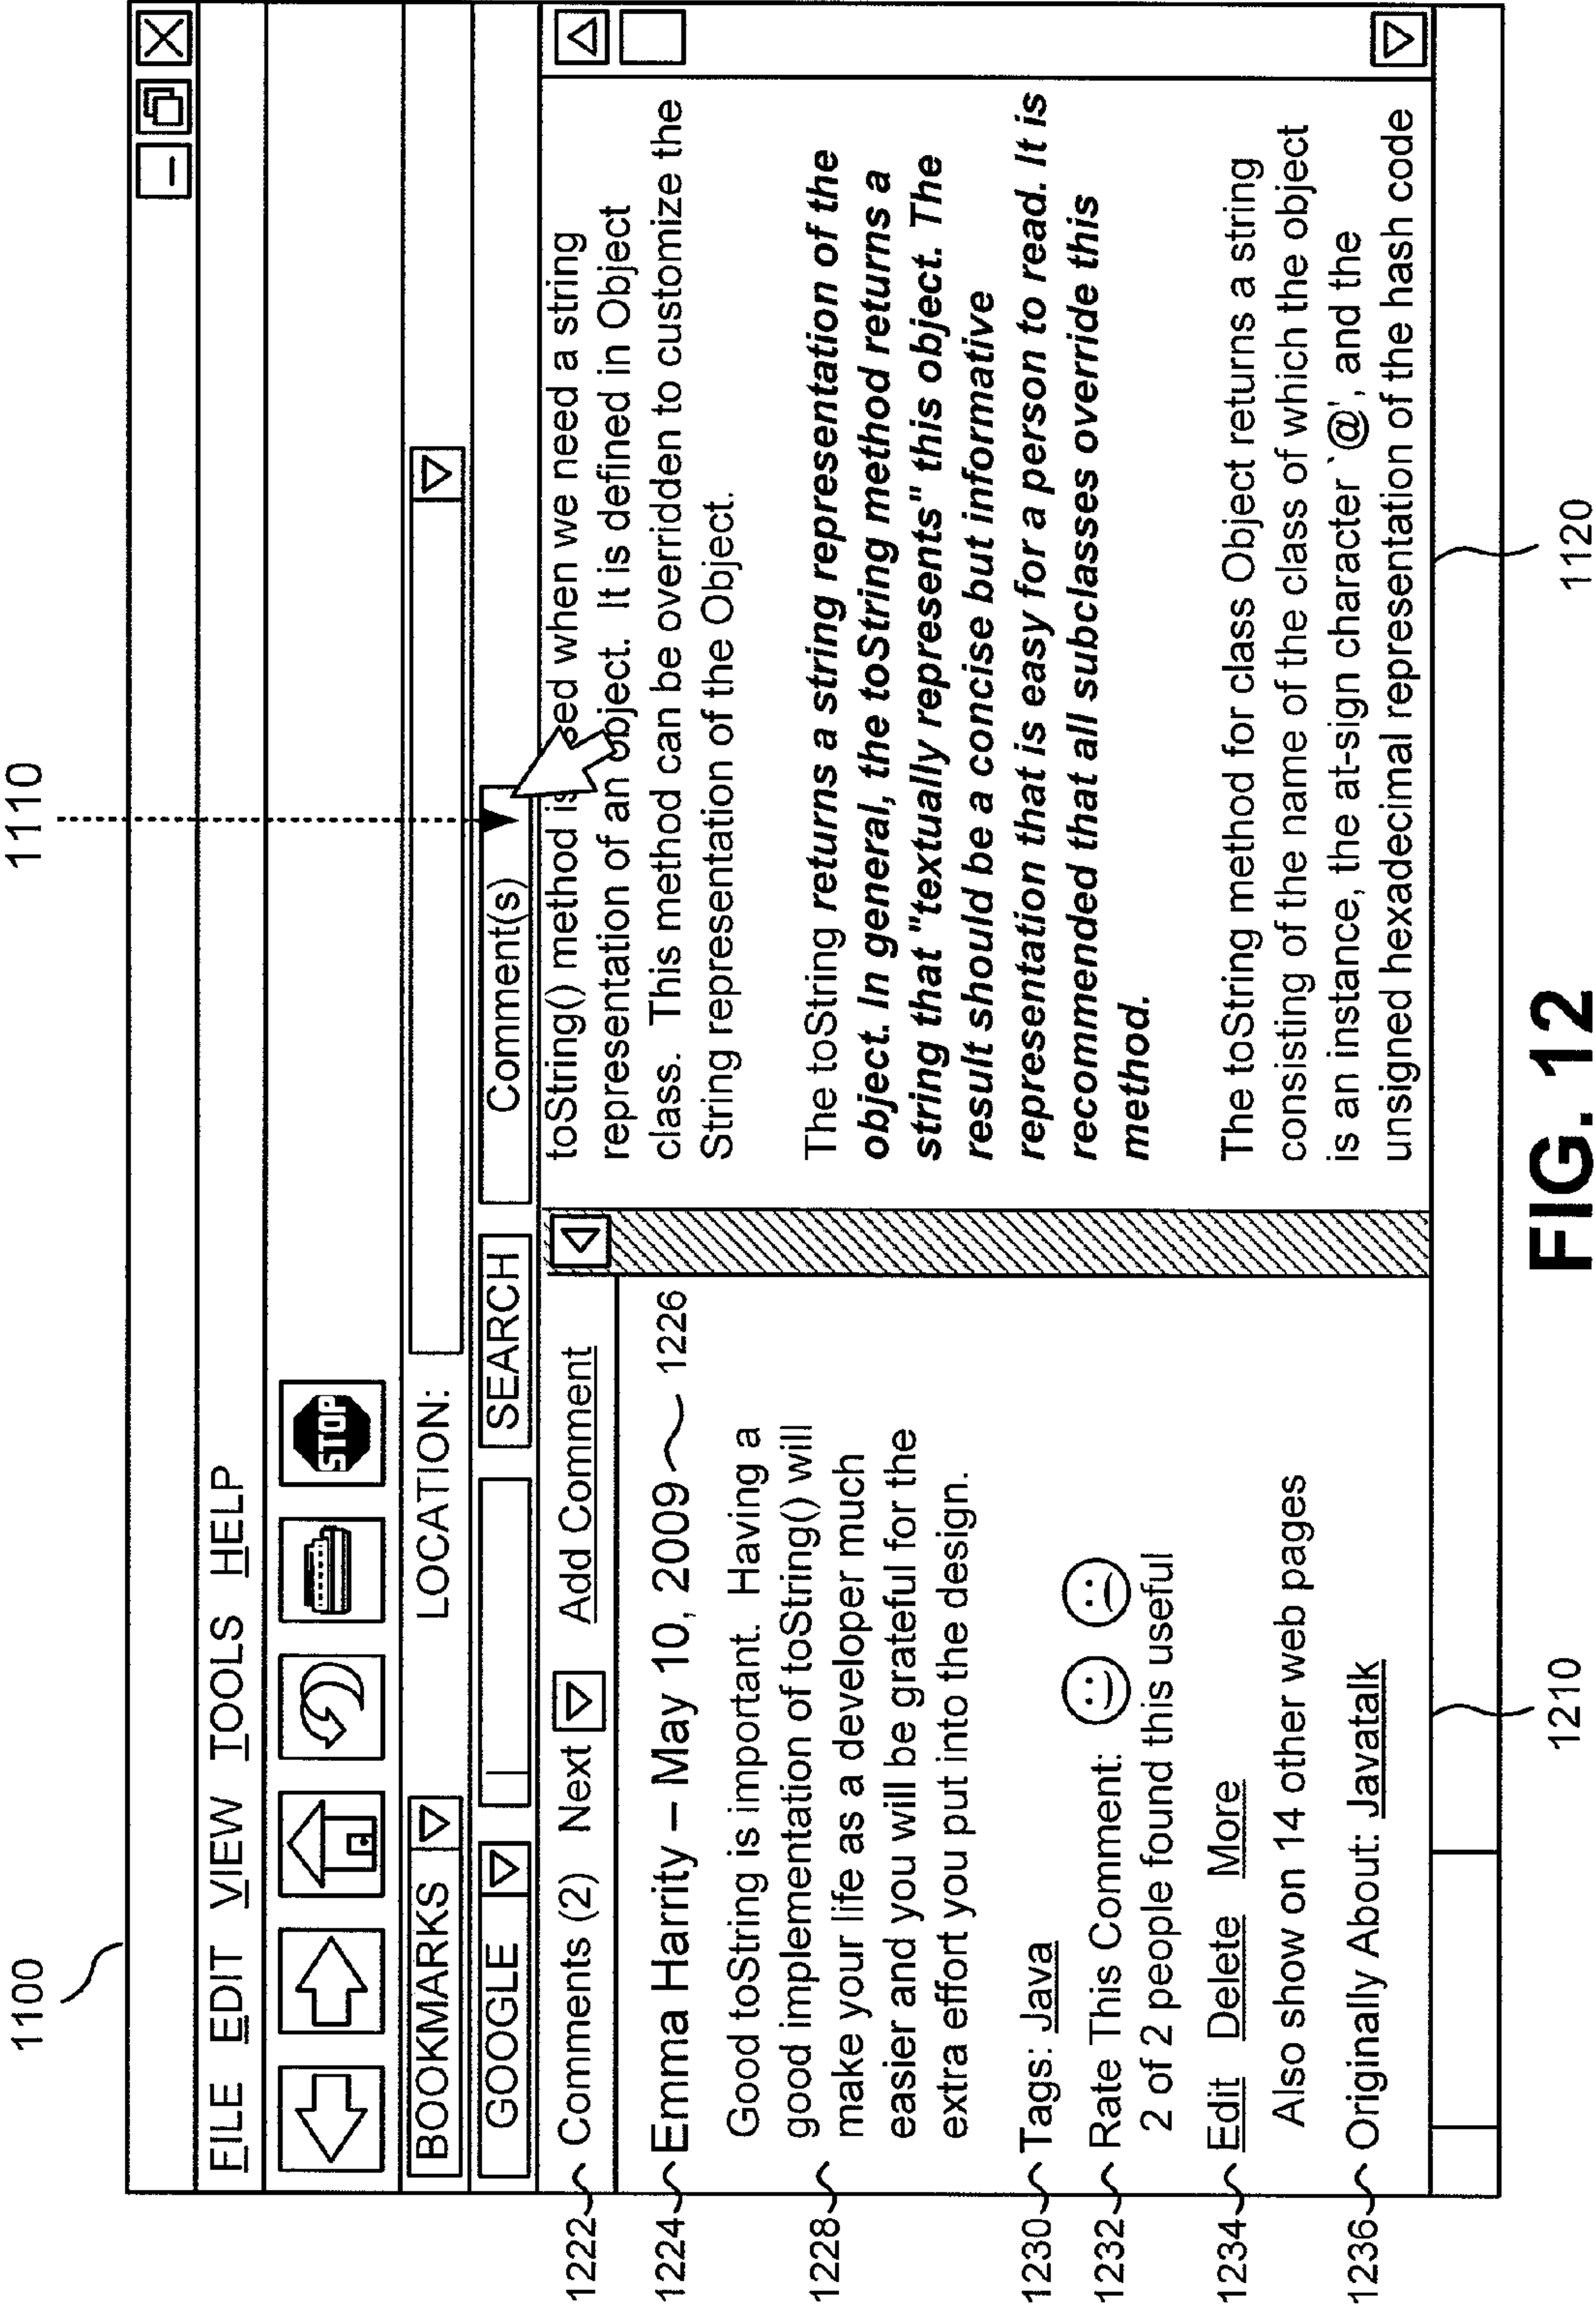 1100
1110
FILE EDIT VIEW TOOLS HELP
STOP
BOOKMARKS
LOCATION:
GOOGLE
SEARCH
Comment(s)
1222
Comments (2) Next Add Comment
1224
Emma Harrity – May 10, 2009
1226
1228
Good toString is important. Having a
good implementation of toString() will
make your life as a developer much
easier and you will be grateful for the
extra effort you put into the design.
1230
Tags: Java
1232
Rate This Comment:
2 of 2 people found this useful
1234
Edit Delete More
Also show on 14 other web pages
1236
Originally About: Javatalk
toString() method is sed when we need a string
representation of an object. It is defined in Object
class. This method can be overridden to customize the
String representation of the Object.
The toString returns a string representation of the
object. In general, the toString method returns a
string that "textually represents" this object. The
result should be a concise but informative
representation that is easy for a person to read. It is
recommended that all subclasses override this
method.
The toString method for class Object returns a string
consisting of the name of the class of which the object
is an instance, the at-sign character `@', and the
unsigned hexadecimal representation of the hash code
1210
1120
FIG. 12